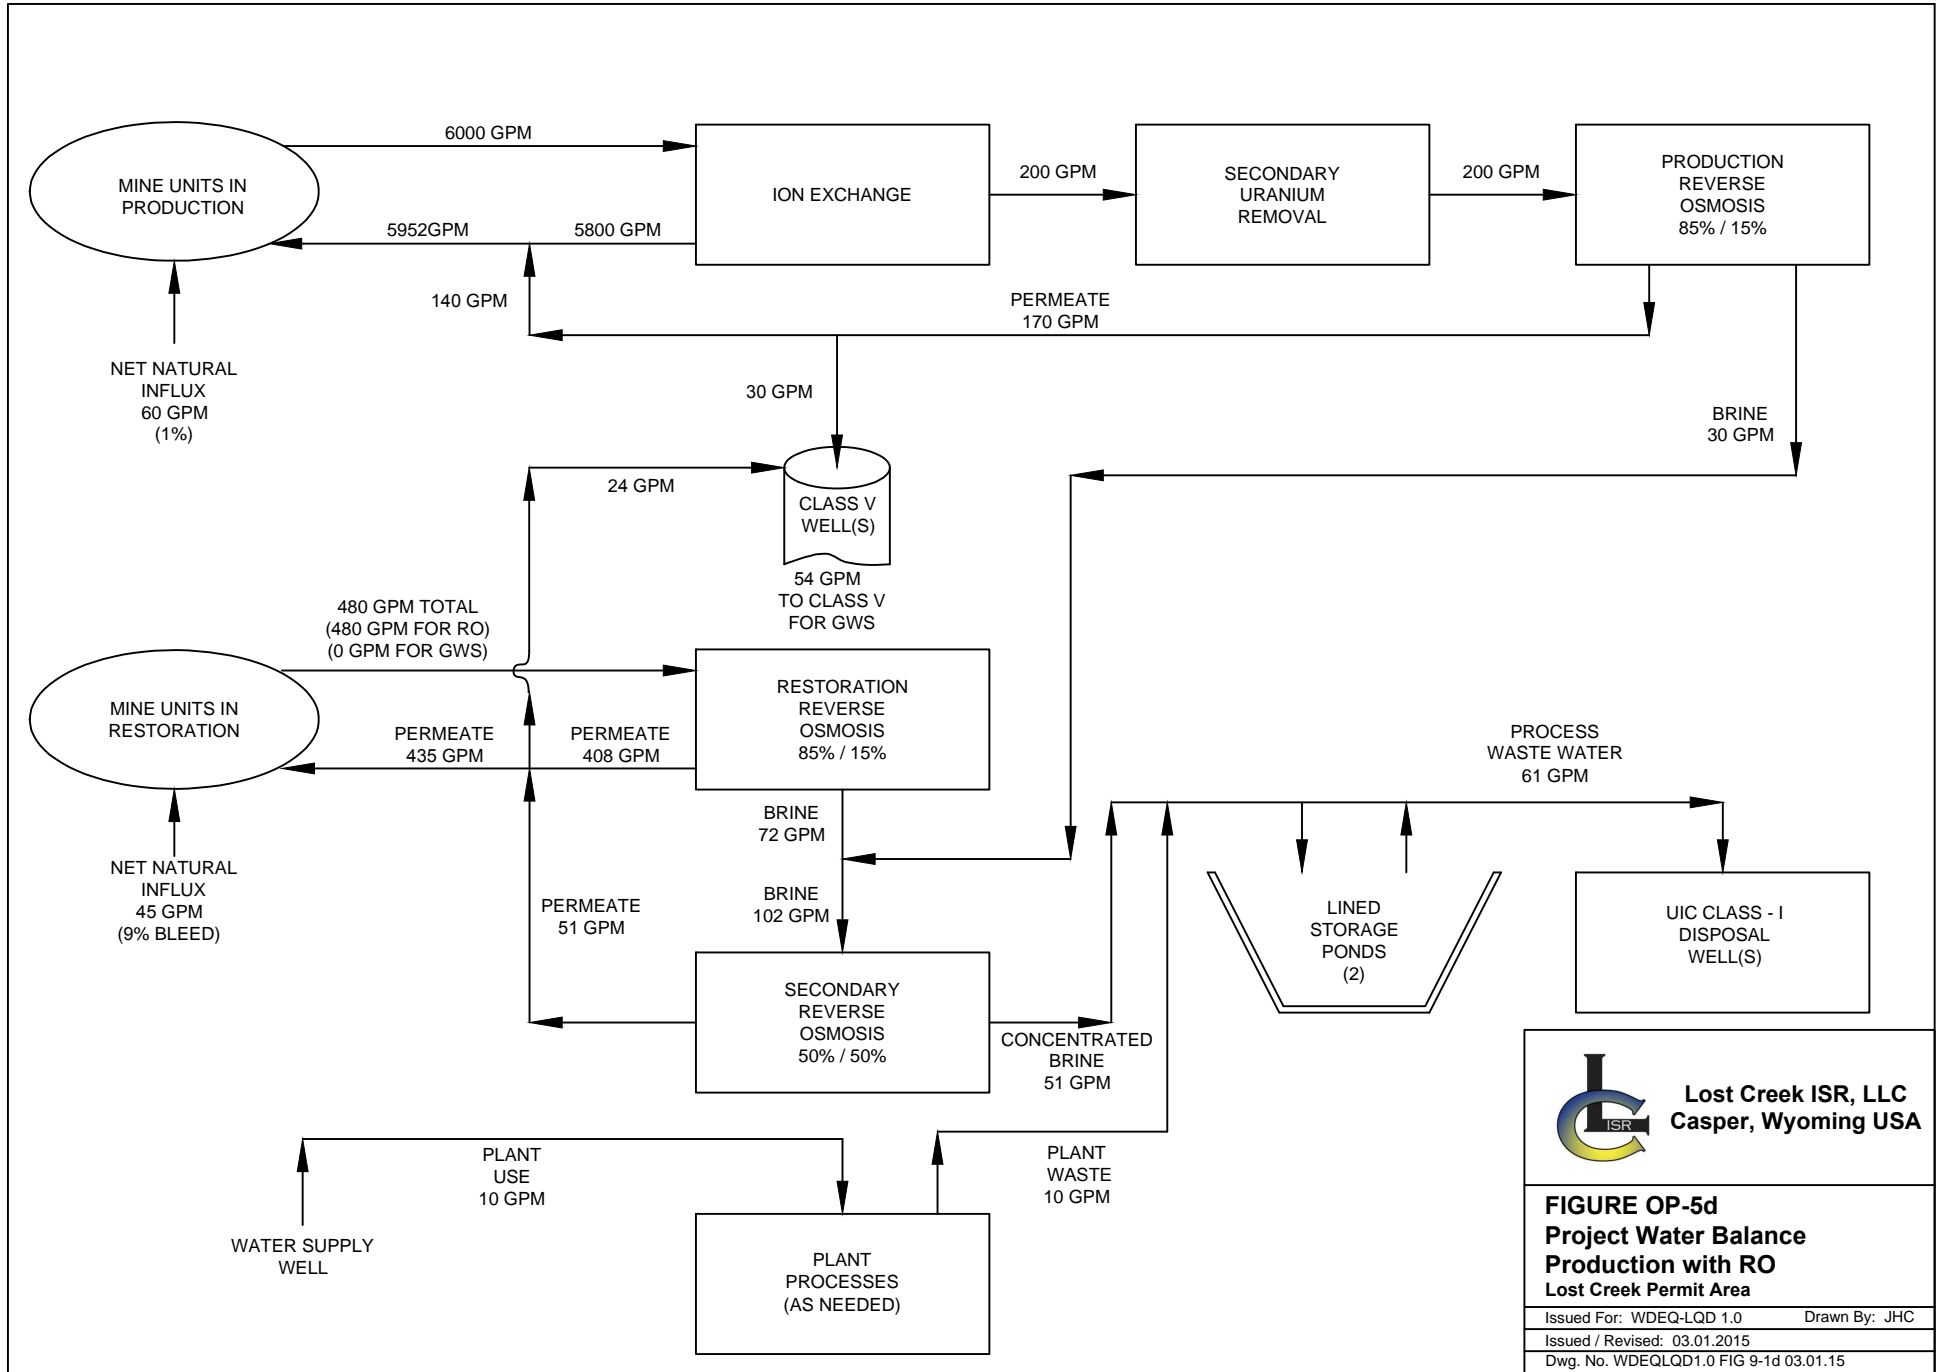 6000 GPM
MINE UNITS IN
PRODUCTION
5952GPM
5800 GPM
ION EXCHANGE
200 GPM
SECONDARY
URANIUM
REMOVAL
200 GPM
PRODUCTION
REVERSE
OSMOSIS
85% / 15%
140 GPM
PERMEATE
170 GPM
NET NATURAL
INFLUX
60 GPM
(1%)
30 GPM
BRINE
30 GPM
24 GPM
CLASS V
WELL(S)
54 GPM
TO CLASS V
FOR GWS
480 GPM TOTAL
(480 GPM FOR RO)
(0 GPM FOR GWS)
MINE UNITS IN
RESTORATION
PERMEATE
435 GPM
PERMEATE
408 GPM
RESTORATION
REVERSE
OSMOSIS
85% / 15%
NET NATURAL
INFLUX
45 GPM
(9% BLEED)
BRINE
72 GPM
BRINE
102 GPM
PERMEATE
51 GPM
SECONDARY
REVERSE
OSMOSIS
50% / 50%
CONCENTRATED
BRINE
51 GPM
PROCESS
WASTE WATER
61 GPM
LINED
STORAGE
PONDS
(2)
UIC CLASS - I
DISPOSAL
WELL(S)
PLANT
USE
10 GPM
WATER SUPPLY
WELL
PLANT
PROCESSES
(AS NEEDED)
PLANT
WASTE
10 GPM
LC
ISR
Lost Creek ISR, LLC
Casper, Wyoming USA
FIGURE OP-5d
Project Water Balance
Production with RO
Lost Creek Permit Area
Issued For: WDEQ-LQD 1.0 Drawn By: JHC
Issued / Revised: 03.01.2015
Dwg. No. WDEQLQD1.0 FIG 9-1d 03.01.15